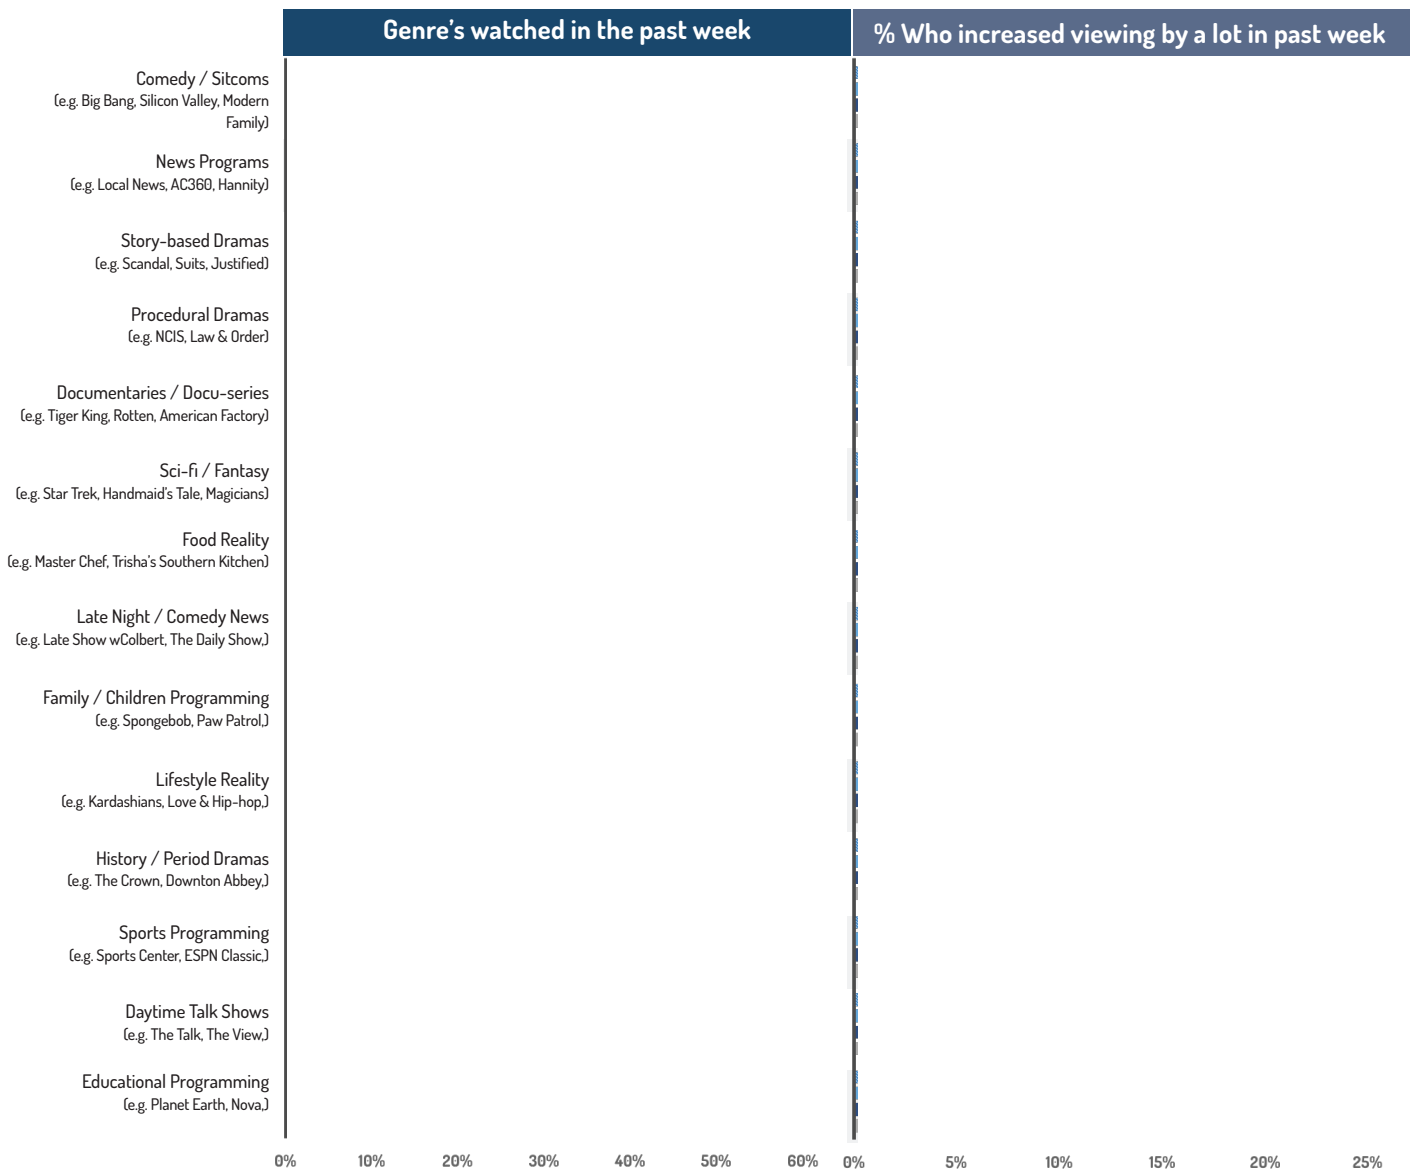 Genre's watched in the past week
% Who increased viewing by a lot in past week
Comedy / Sitcoms
(e.g. Big Bang, Silicon Valley, Modern
Family)
News Programs
(e.g. Local News, AC360, Hannity)
Story-based Dramas
(e.g. Scandal, Suits, Justified)
Procedural Dramas
(e.g. NCIS, Law & Order)
Documentaries / Docu-series
(e.g. Tiger King, Rotten, American Factory)
Sci-fi / Fantasy
(e.g. Star Trek, Handmaid's Tale, Magicians)
Food Reality
(e.g. Master Chef, Trisha's Southern Kitchen)
Late Night / Comedy News
(e.g. Late Show wColbert, The Daily Show,)
Family / Children Programming
(e.g. Spongebob, Paw Patrol,)
Lifestyle Reality
(e.g. Kardashians, Love & Hip-hop,)
History / Period Dramas
(e.g. The Crown, Downton Abbey,)
Sports Programming
(e.g. Sports Center, ESPN Classic,)
Daytime Talk Shows
(e.g. The Talk, The View,)
Educational Programming
(e.g. Planet Earth, Nova,)
0% 10% 20% 30% 40% 50% 60%
0% 5% 10% 15% 20% 25%